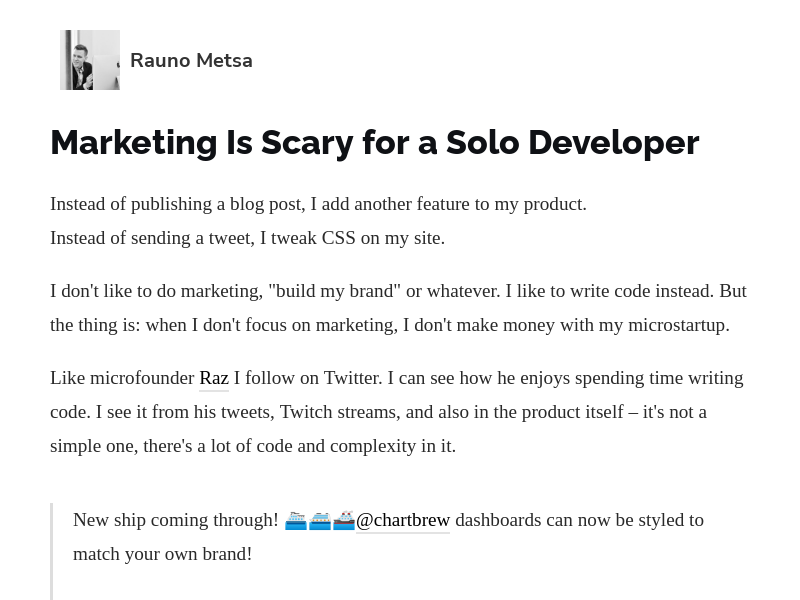 Rauno Metsa
Marketing Is Scary for a Solo Developer
Instead of publishing a blog post, I add another feature to my product.
Instead of sending a tweet, I tweak CSS on my site.
I don't like to do marketing, "build my brand" or whatever. I like to write code instead. But
the thing is: when I don't focus on marketing, I don't make money with my microstartup.
Like microfounder Raz I follow on Twitter. I can see how he enjoys spending time writing
code. I see it from his tweets, Twitch streams, and also in the product itself – it's not a
simple one, there's a lot of code and complexity in it.
New ship coming through! 🚢🛳️⛴️@chartbrew dashboards can now be styled to
match your own brand!